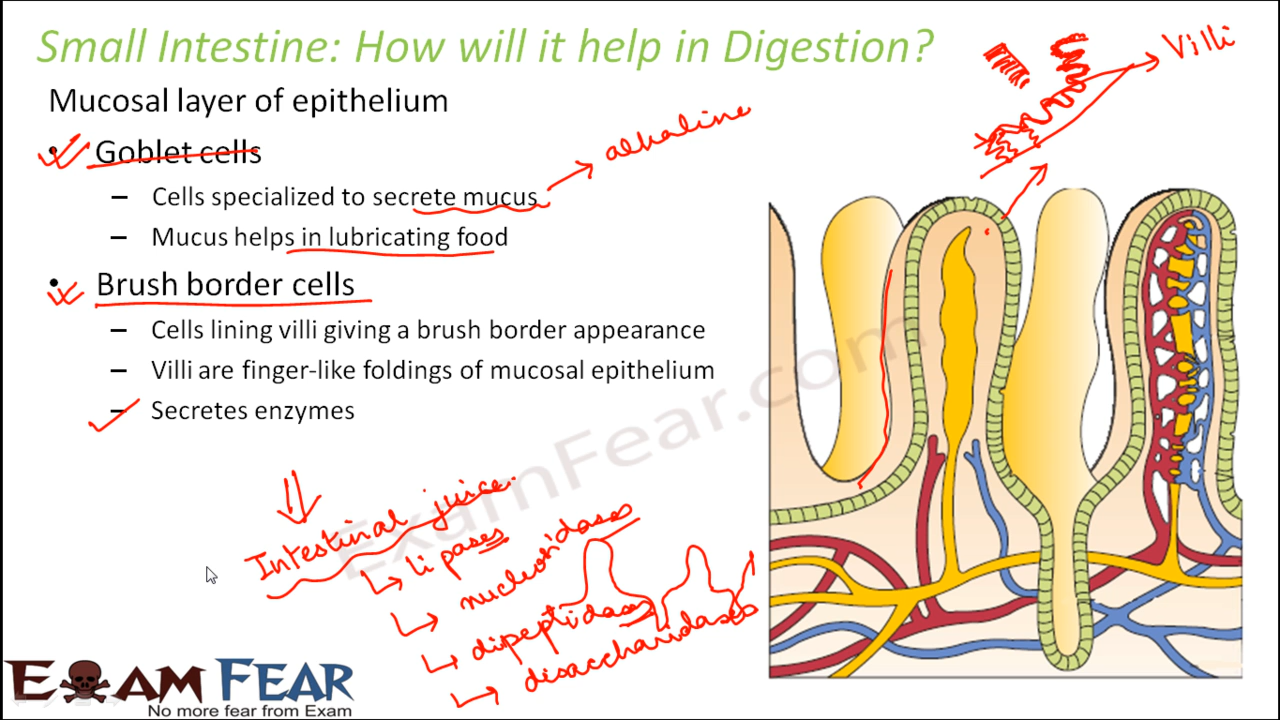 Small Intestine: How will it help in Digestion?
Villi
Mucosal layer of epithelium
alkaline
• Goblet cells
– Cells specialized to secrete mucus
– Mucus helps in lubricating food
• Brush border cells
– Cells lining villi giving a brush border appearance
– Villi are finger-like foldings of mucosal epithelium
– Secretes enzymes
ExamFear.com
Intestinal juice.
lipases
nucleosidases
dipeptidases
disaccharidases
EXAM FEAR
No more fear from Exam